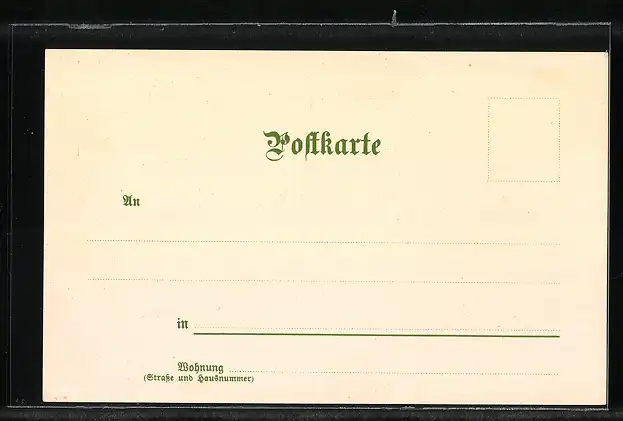 Postkarte
An
in
Wohnung
(Straße und Hausnummer)